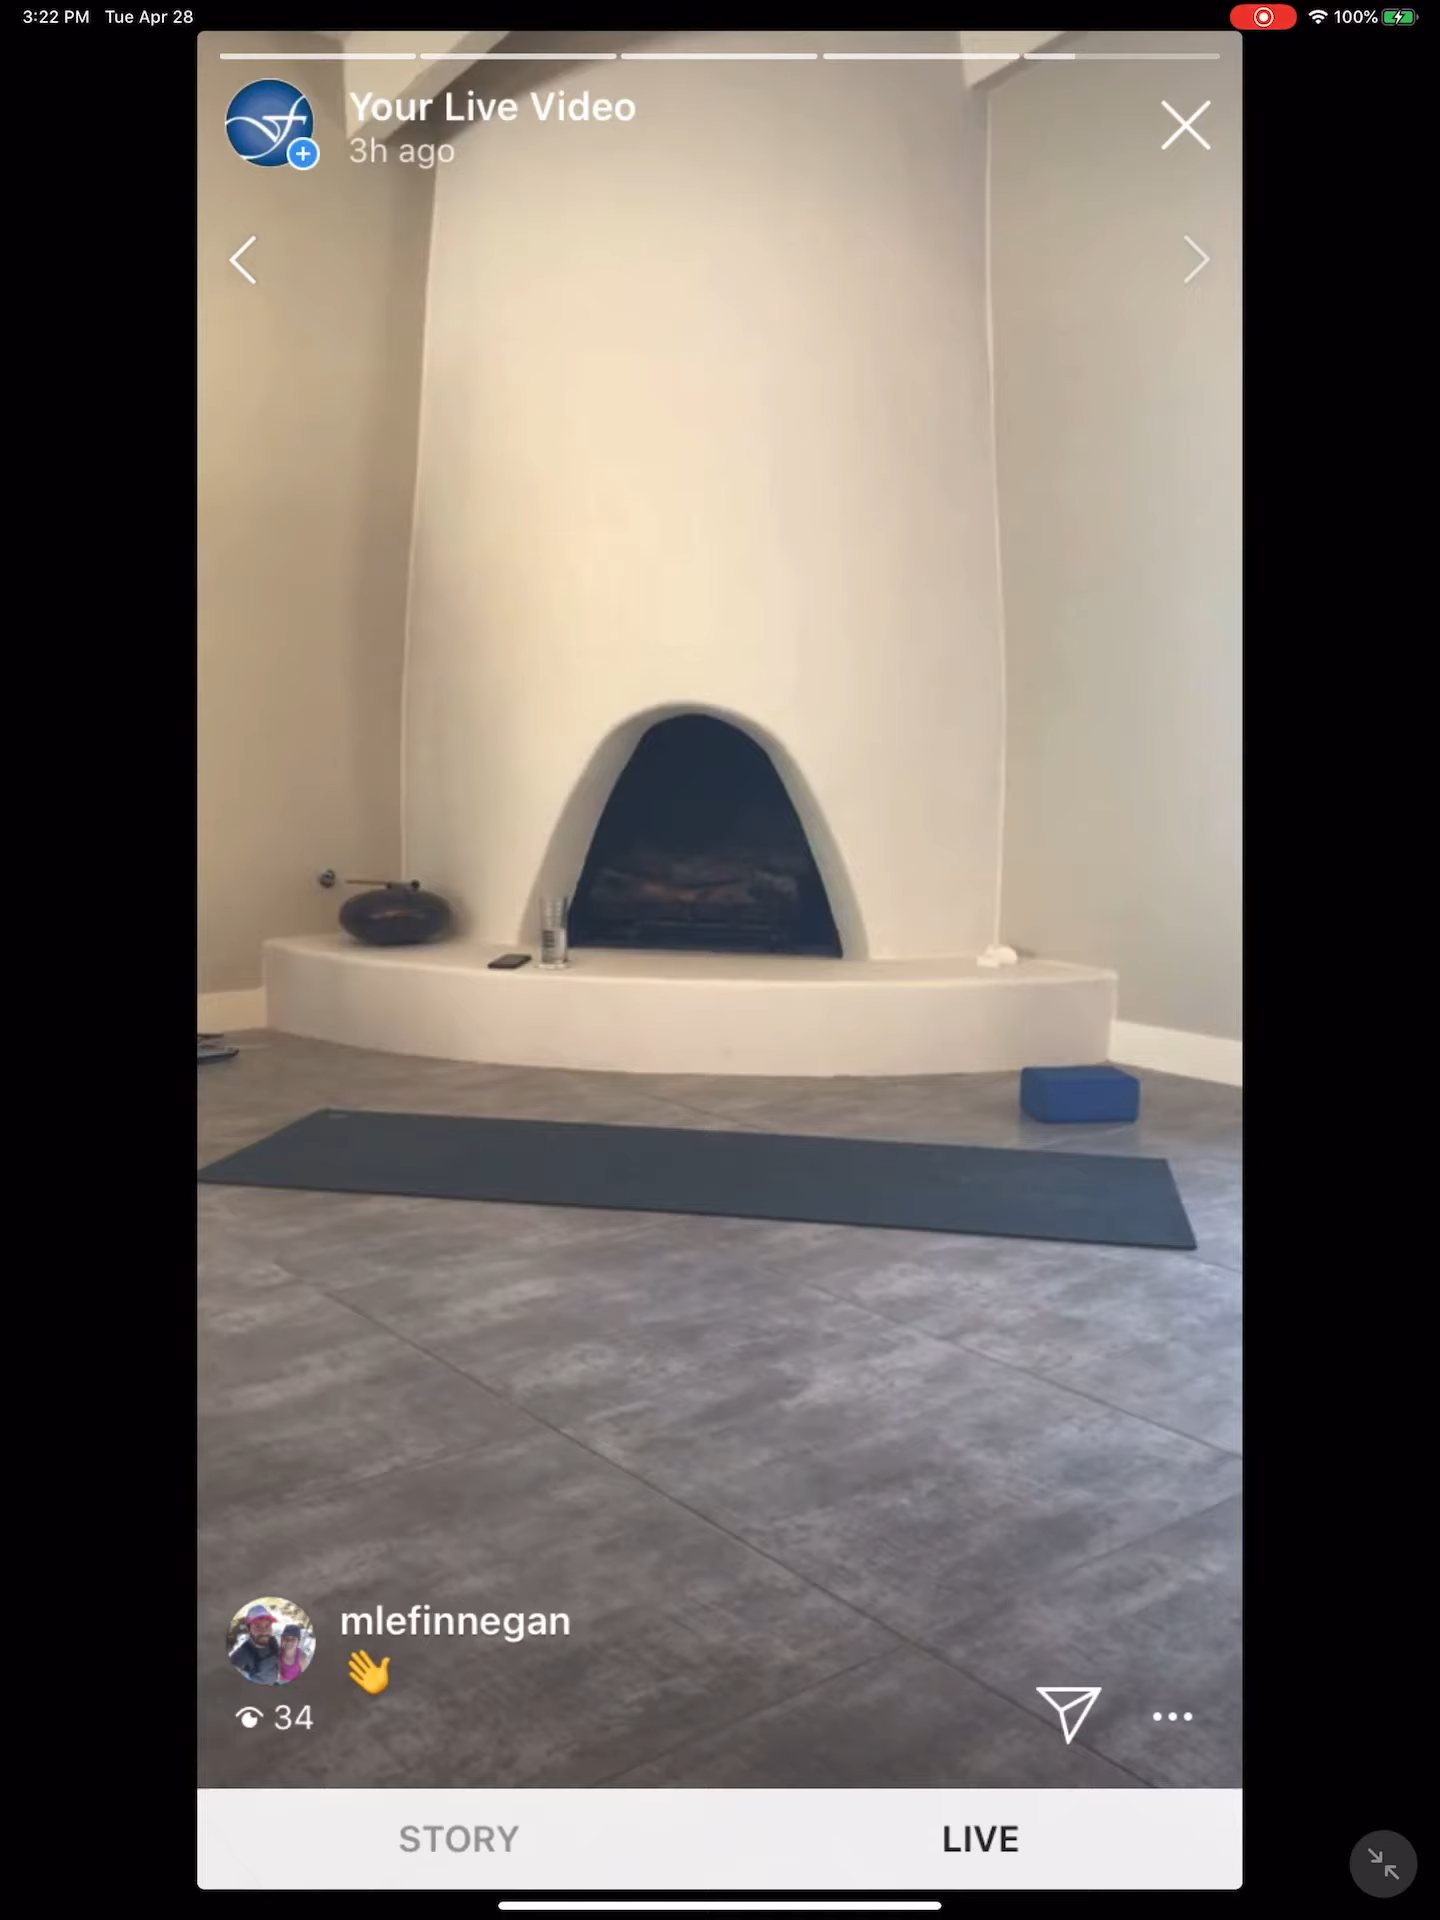 3:22 PM Tue Apr 28
100%
Your Live Video
3h ago
mlefinnegan
👋
34
STORY
LIVE